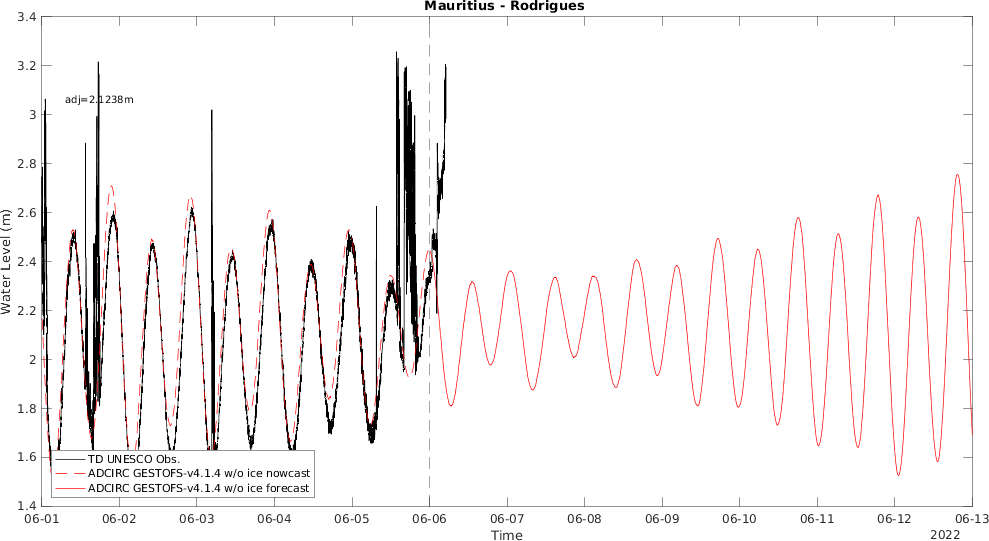 Mauritius - Rodrigues
3.4
3.2
3
2.8
2.6
2.4
2.2
2
1.8
1.6
1.4
Water Level (m)
adj=2.1238m
TD UNESCO Obs.
ADCIRC GESTOFS-v4.1.4 w/o ice nowcast
ADCIRC GESTOFS-v4.1.4 w/o ice forecast
06-01 06-02 06-03 06-04 06-05 06-06 06-07 06-08 06-09 06-10 06-11 06-12 06-13
Time
2022